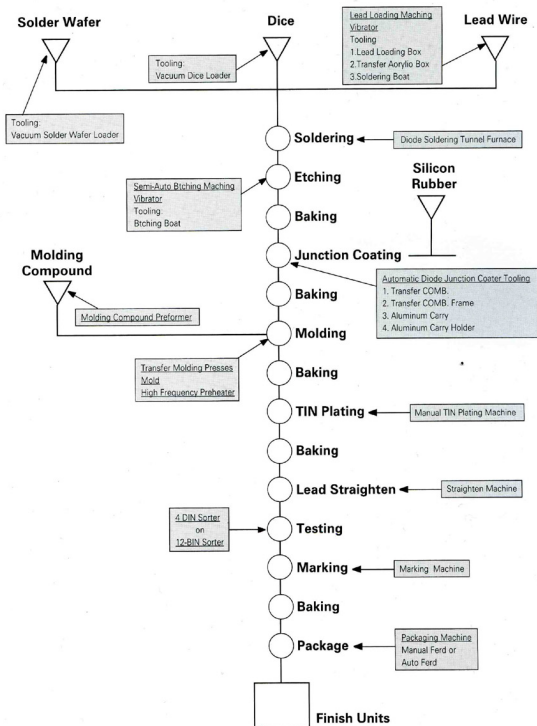 Solder Wafer
Dice
Lead Wire
Lead Loading Maching
Vibrator
Tooling
1.Lead Loading Box
2.Transfer Aorylio Box
3.Soldering Boat
Tooling:
Vacuum Dice Loader
Tooling:
Vacuum Solder Wafer Loader
Soldering
Diode Soldering Tunnel Furnace
Etching
Semi-Auto Btching Maching
Vibrator
Tooling:
Btching Boat
Silicon
Rubber
Baking
Junction Coating
Automatic Diode Junction Coater Tooling
1. Transfer COMB.
2. Transfer COMB. Frame
3. Aluminum Carry
4. Aluminum Carry Holder
Molding
Compound
Baking
Molding Compound Preformer
Molding
Transfer Molding Presses
Mold
High Frequency Preheater
Baking
TIN Plating
Manual TIN Plating Machine
Baking
Lead Straighten
Straighten Machine
4 DIN Sorter
on
12-BIN Sorter
Testing
Marking
Marking Machine
Baking
Package
Packaging Machine
Manual Ferd or
Auto Ferd
Finish Units